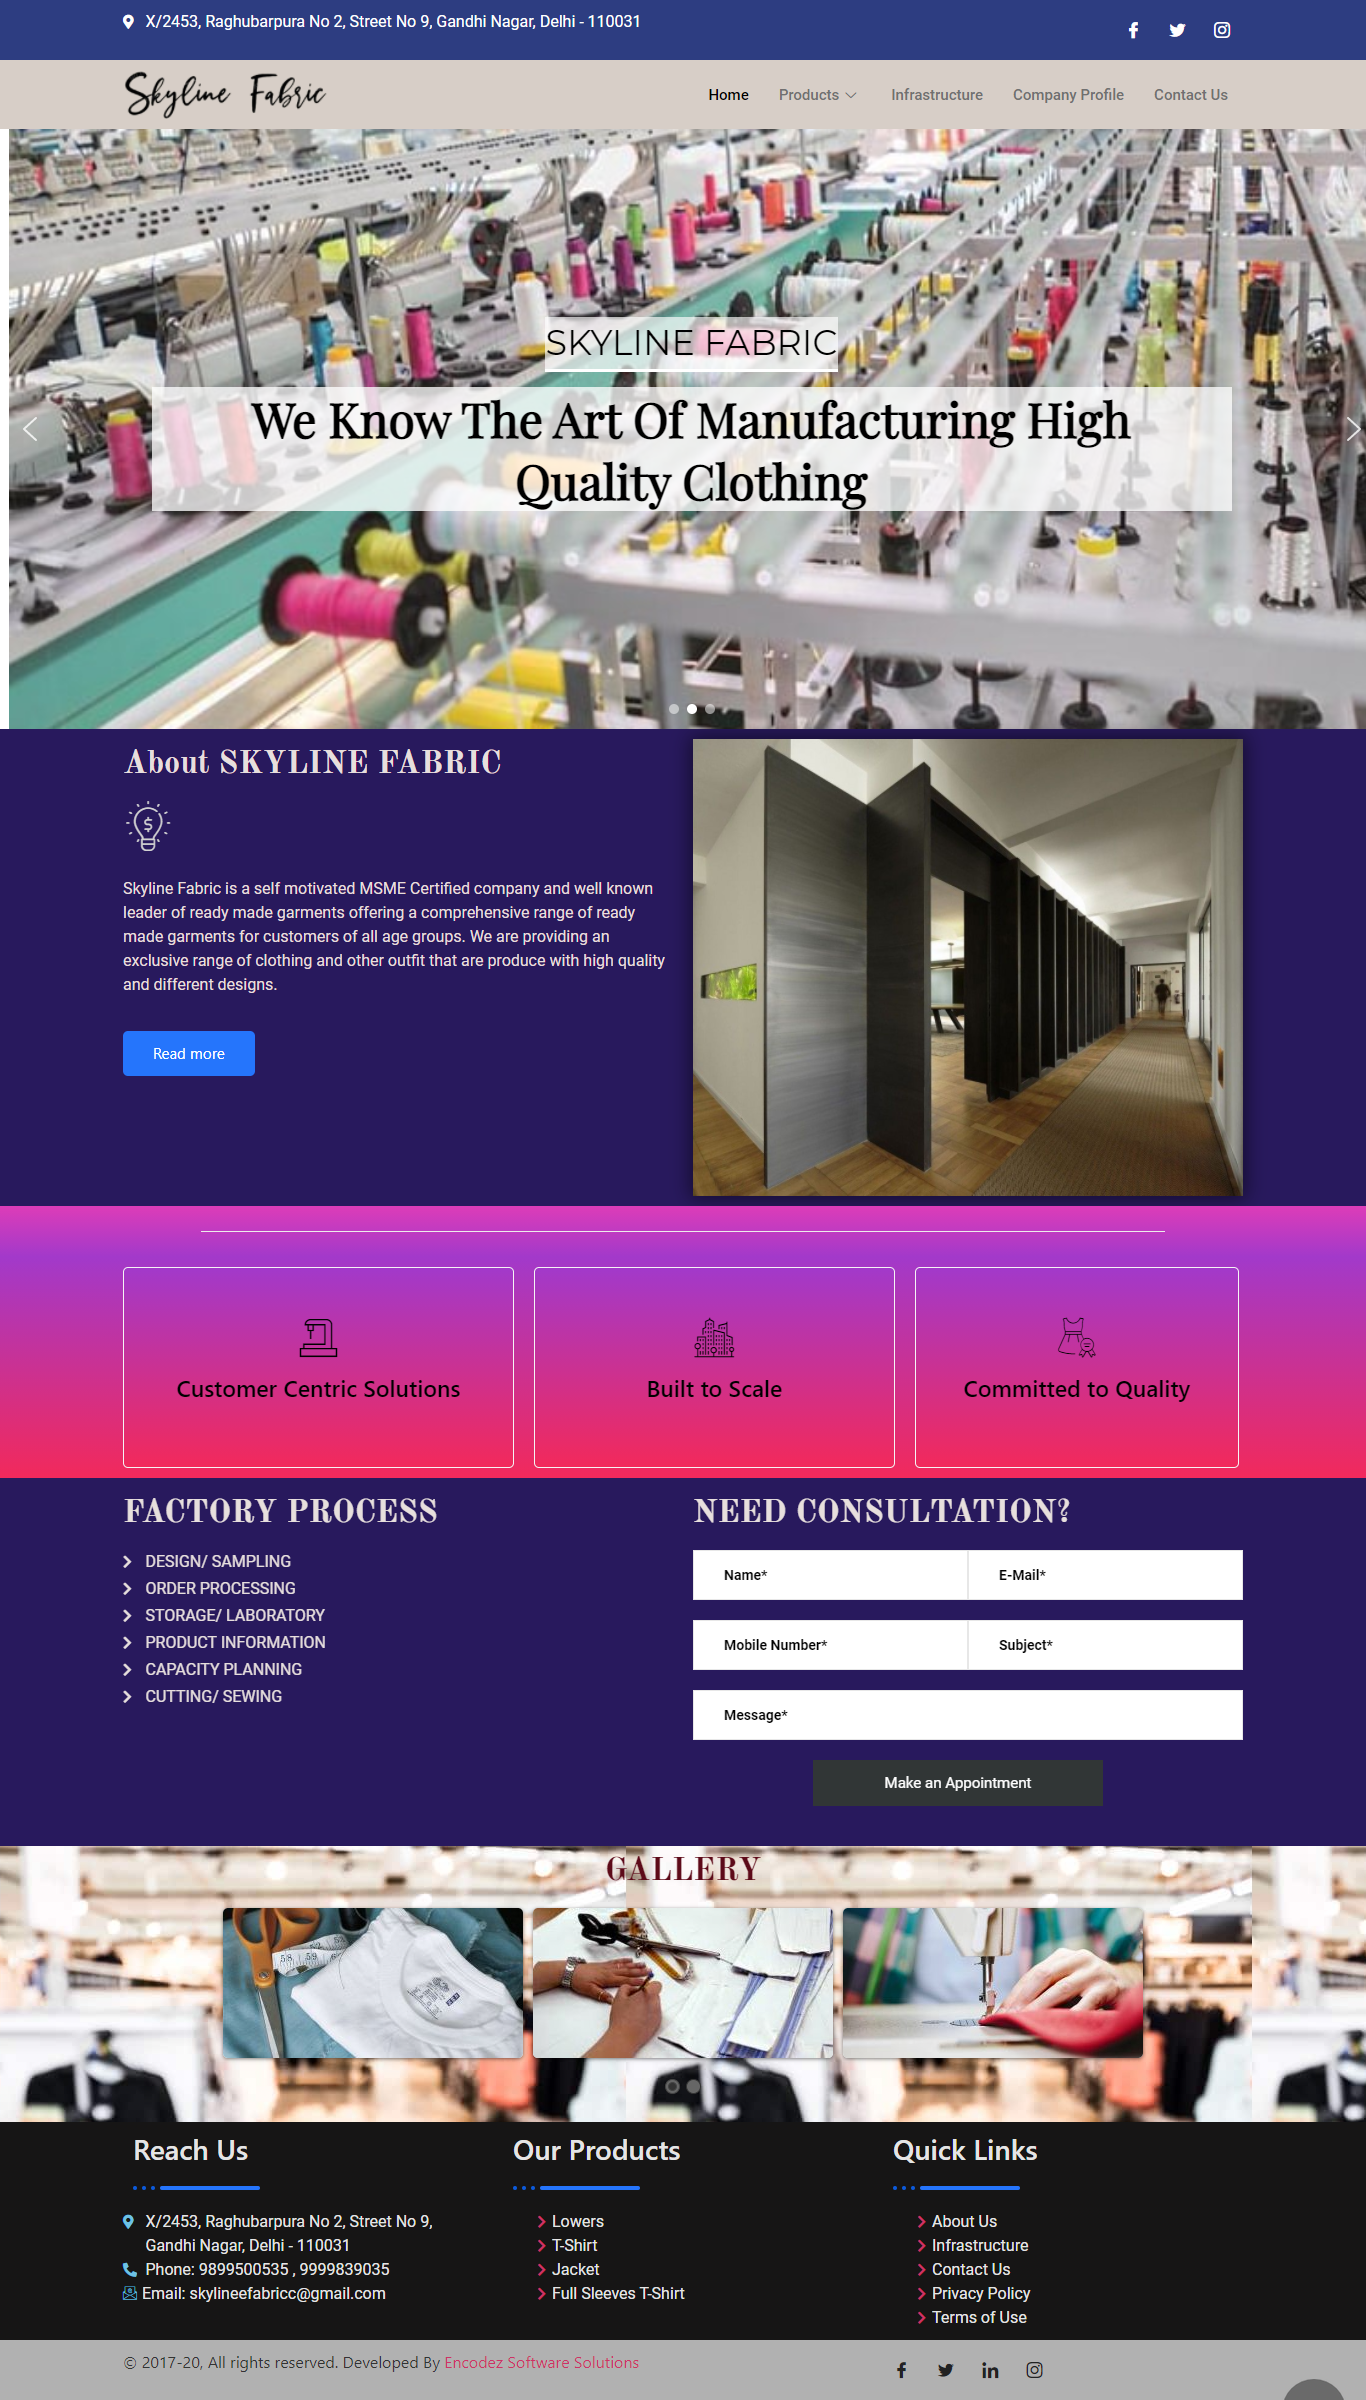 X/2453, Raghubarpura No 2, Street No 9, Gandhi Nagar, Delhi - 110031
Skyline Fabric
Home Products Infrastructure Company Profile Contact Us
SKYLINE FABRIC
We Know The Art Of Manufacturing High
Quality Clothing
About SKYLINE FABRIC
Skyline Fabric is a self motivated MSME Certified company and well known
leader of ready made garments offering a comprehensive range of ready
made garments for customers of all age groups. We are providing an
exclusive range of clothing and other outfit that are produce with high quality
and different designs.
Read more
Customer Centric Solutions
Built to Scale
Committed to Quality
FACTORY PROCESS
DESIGN/ SAMPLING
ORDER PROCESSING
STORAGE/ LABORATORY
PRODUCT INFORMATION
CAPACITY PLANNING
CUTTING/ SEWING
NEED CONSULTATION?
Name* E-Mail*
Mobile Number* Subject*
Message*
Make an Appointment
GALLERY
Reach Us
X/2453, Raghubarpura No 2, Street No 9,
Gandhi Nagar, Delhi - 110031
Phone: 9899500535 , 9999839035
Email: skylineefabricc@gmail.com
Our Products
Lowers
T-Shirt
Jacket
Full Sleeves T-Shirt
Quick Links
About Us
Infrastructure
Contact Us
Privacy Policy
Terms of Use
© 2017-20, All rights reserved. Developed By Encodez Software Solutions